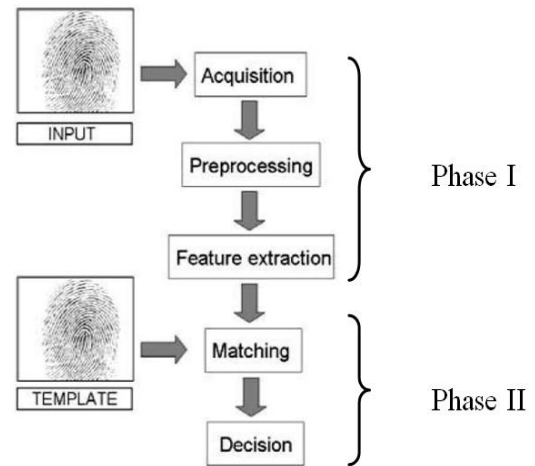 Acquisition
INPUT
Preprocessing
Phase I
Feature extraction
Matching
TEMPLATE
Phase II
Decision